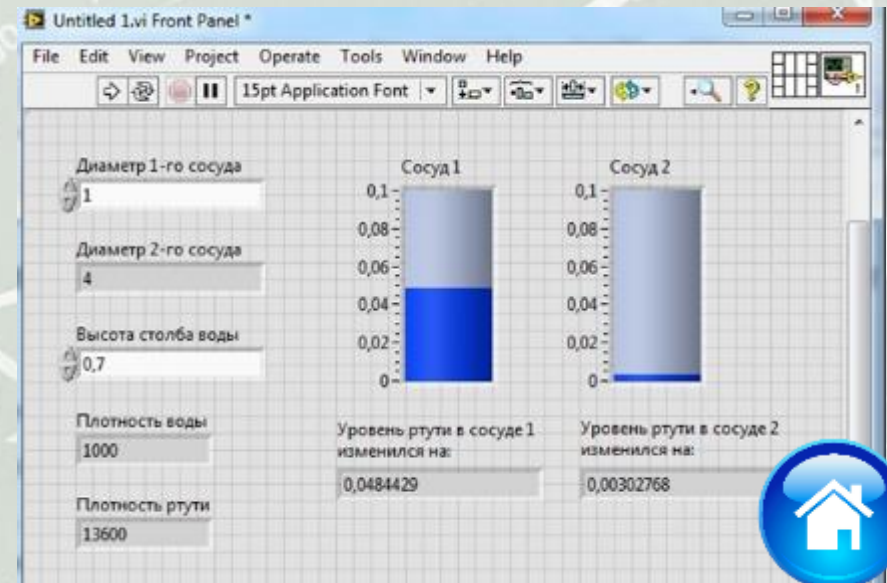 Untitled 1.vi Front Panel *
File Edit View Project Operate Tools Window Help
15pt Application Font
Диаметр 1-го сосуда
1
Диаметр 2-го сосуда
4
Высота столба воды
0,7
Плотность воды
1000
Плотность ртути
13600
Сосуд 1
0,1
0,08
0,06
0,04
0,02
0
Уровень ртути в сосуде 1
изменился на:
0,0484429
Сосуд 2
0,1
0,08
0,06
0,04
0,02
0
Уровень ртути в сосуде 2
изменился на:
0,00302768
1